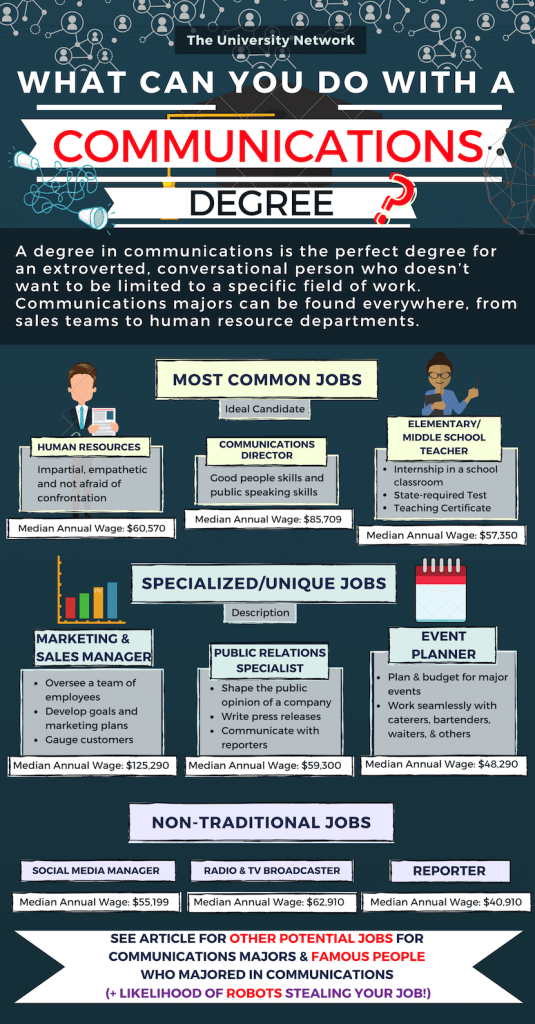 The University Network
WHAT CAN YOU DO WITH A
COMMUNICATIONS
DEGREE ?
A degree in communications is the perfect degree for
an extroverted, conversational person who doesn't
want to be limited to a specific field of work.
Communications majors can be found everywhere, from
sales teams to human resource departments.
MOST COMMON JOBS
Ideal Candidate
HUMAN RESOURCES
Impartial, empathetic
and not afraid of
confrontation
Median Annual Wage: $60,570
COMMUNICATIONS
DIRECTOR
Good people skills and
public speaking skills
Median Annual Wage: $85,709
ELEMENTARY/
MIDDLE SCHOOL
TEACHER
• Internship in a school
classroom
• State-required Test
• Teaching Certificate
Median Annual Wage: $57,350
SPECIALIZED/UNIQUE JOBS
Description
MARKETING &
SALES MANAGER
• Oversee a team of
employees
• Develop goals and
marketing plans
• Gauge customers
Median Annual Wage: $125,290
PUBLIC RELATIONS
SPECIALIST
• Shape the public
opinion of a company
• Write press releases
• Communicate with
reporters
Median Annual Wage: $59,300
EVENT
PLANNER
• Plan & budget for major
events
• Work seamlessly with
caterers, bartenders,
waiters, & others
Median Annual Wage: $48,290
NON-TRADITIONAL JOBS
SOCIAL MEDIA MANAGER
Median Annual Wage: $55,199
RADIO & TV BROADCASTER
Median Annual Wage: $62,910
REPORTER
Median Annual Wage: $40,910
SEE ARTICLE FOR OTHER POTENTIAL JOBS FOR
COMMUNICATIONS MAJORS & FAMOUS PEOPLE
WHO MAJORED IN COMMUNICATIONS
(+ LIKELIHOOD OF ROBOTS STEALING YOUR JOB!)